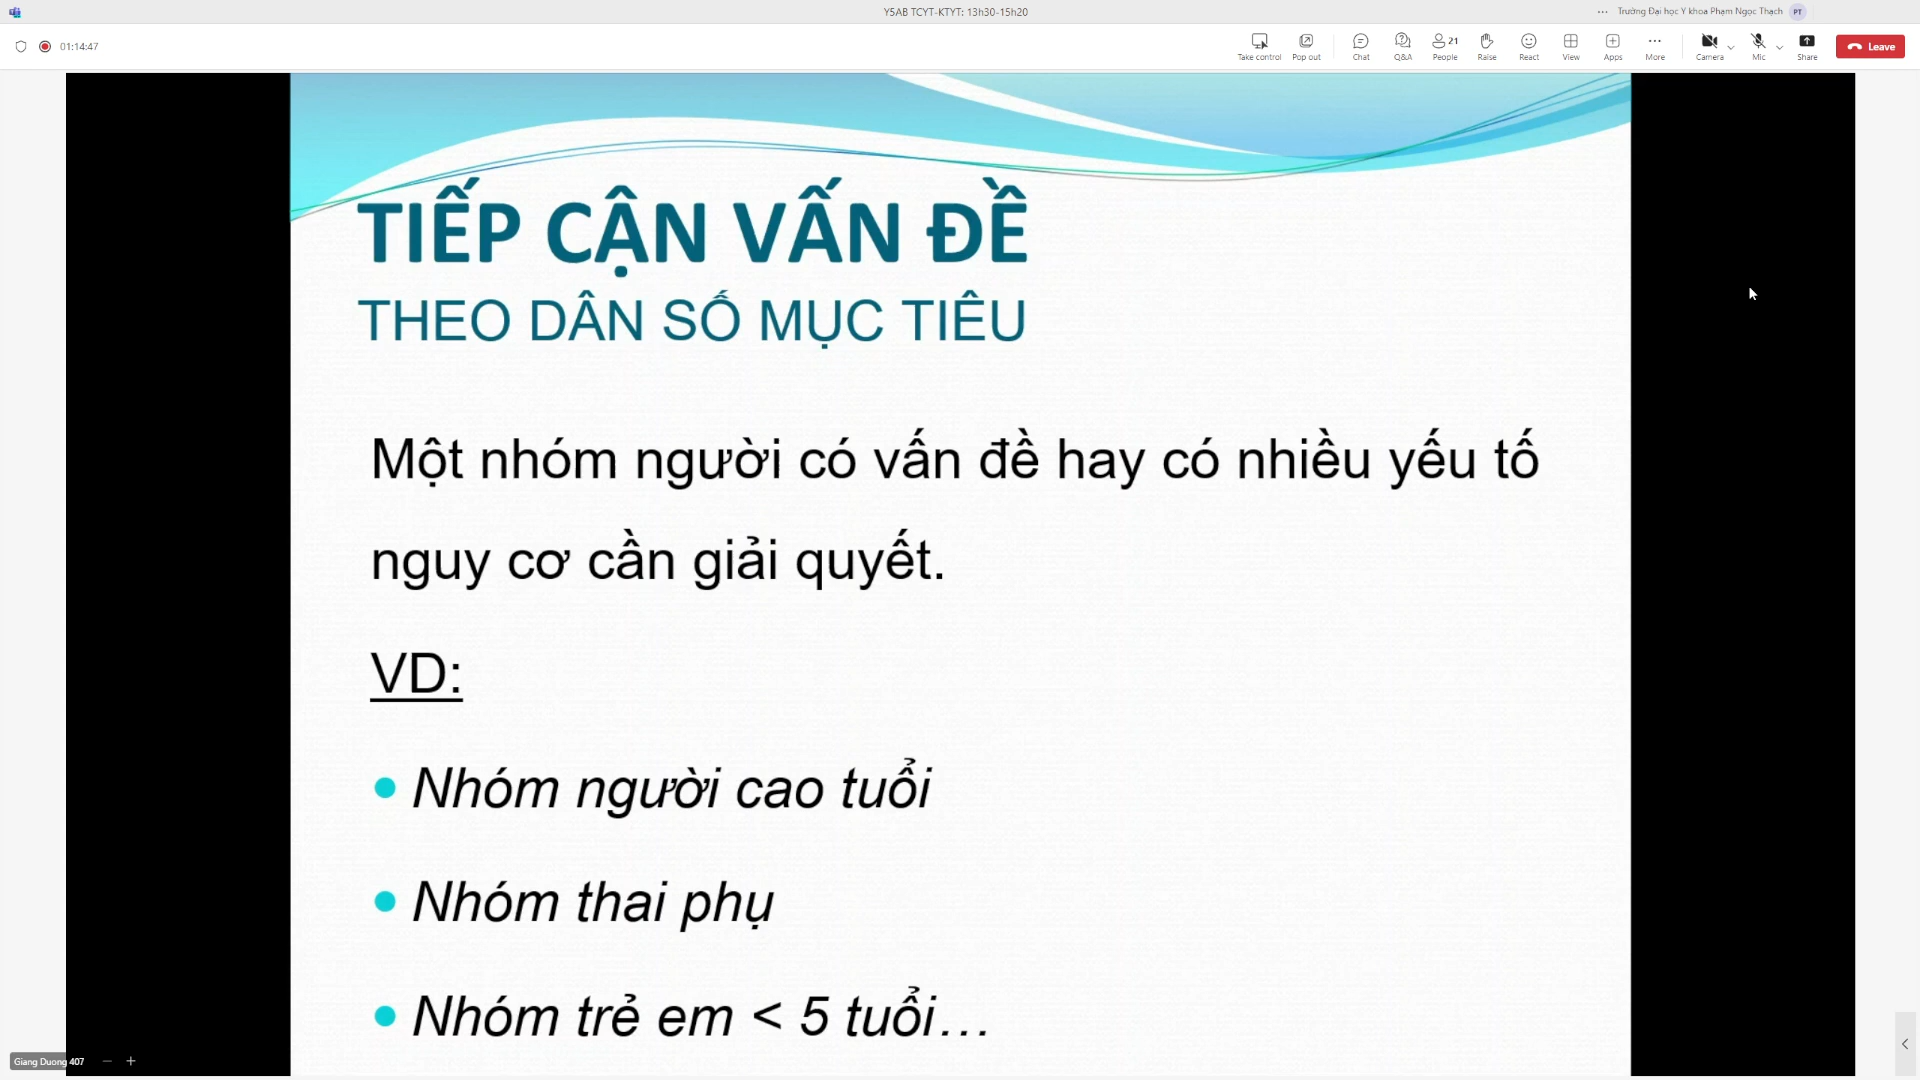 Y5AB TCYT-KTYT: 13h30-15h20
Trường Đại học Y khoa Phạm Ngọc Thạch PT
01:14:47
Take control Pop out Chat Q&A 21 People Raise React View Apps More Camera Mic Share Leave
TIẾP CẬN VẤN ĐỀ
THEO DÂN SỐ MỤC TIÊU
Một nhóm người có vấn đề hay có nhiều yếu tố
nguy cơ cần giải quyết.
VD:
• Nhóm người cao tuổi
• Nhóm thai phụ
• Nhóm trẻ em < 5 tuổi…
Giang Duong 407